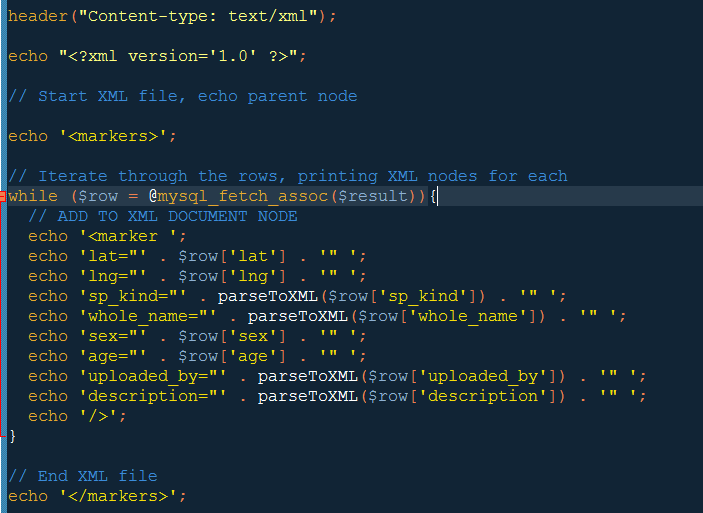 header("Content-type: text/xml");
echo "<?xml version='1.0' ?>";
// Start XML file, echo parent node
echo '<markers>';
// Iterate through the rows, printing XML nodes for each
while ($row = @mysql_fetch_assoc($result)){
// ADD TO XML DOCUMENT NODE
echo '<marker ';
echo 'lat="' . $row['lat'] . '" ';
echo 'lng="' . $row['lng'] . '" ';
echo 'sp_kind="' . parseToXML($row['sp_kind']) . '" ';
echo 'whole_name="' . parseToXML($row['whole_name']) . '" ';
echo 'sex="' . $row['sex'] . '" ';
echo 'age="' . $row['age'] . '" ';
echo 'uploaded_by="' . parseToXML($row['uploaded_by']) . '" ';
echo 'description="' . parseToXML($row['description']) . '" ';
echo '/>';
}
// End XML file
echo '</markers>';